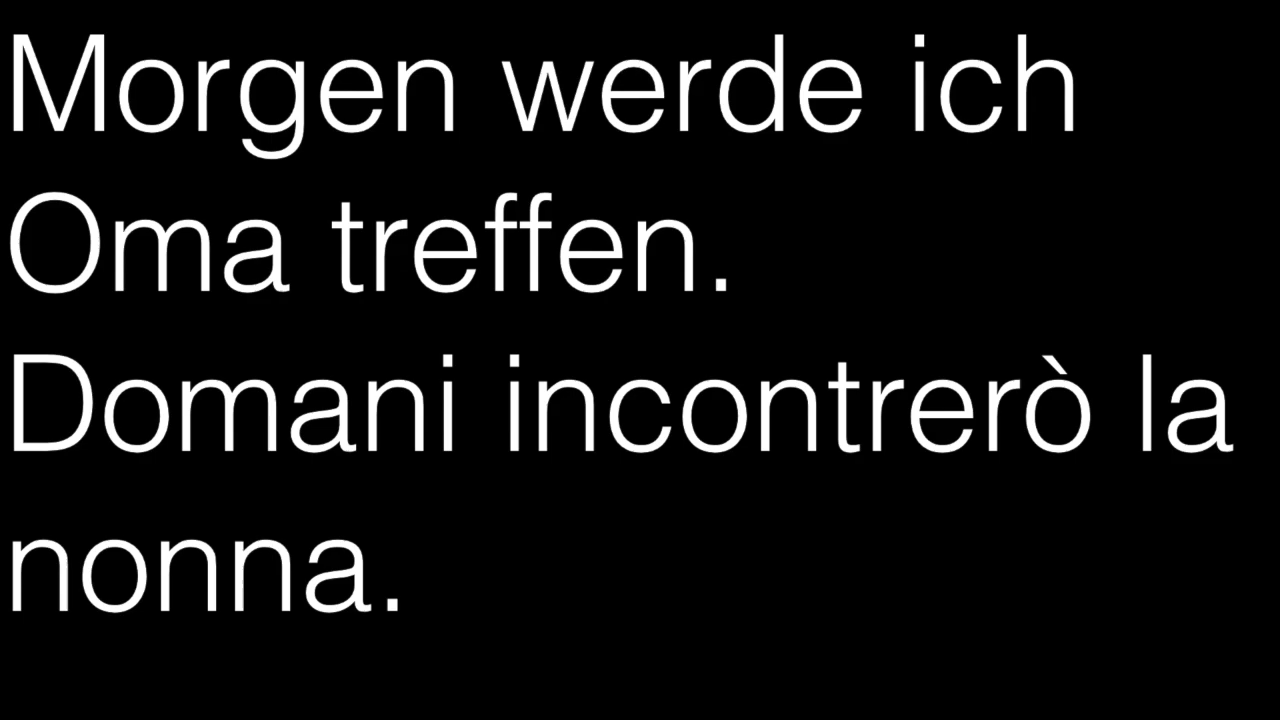 Morgen werde ich
Oma treffen.
Domani incontrerò la
nonna.